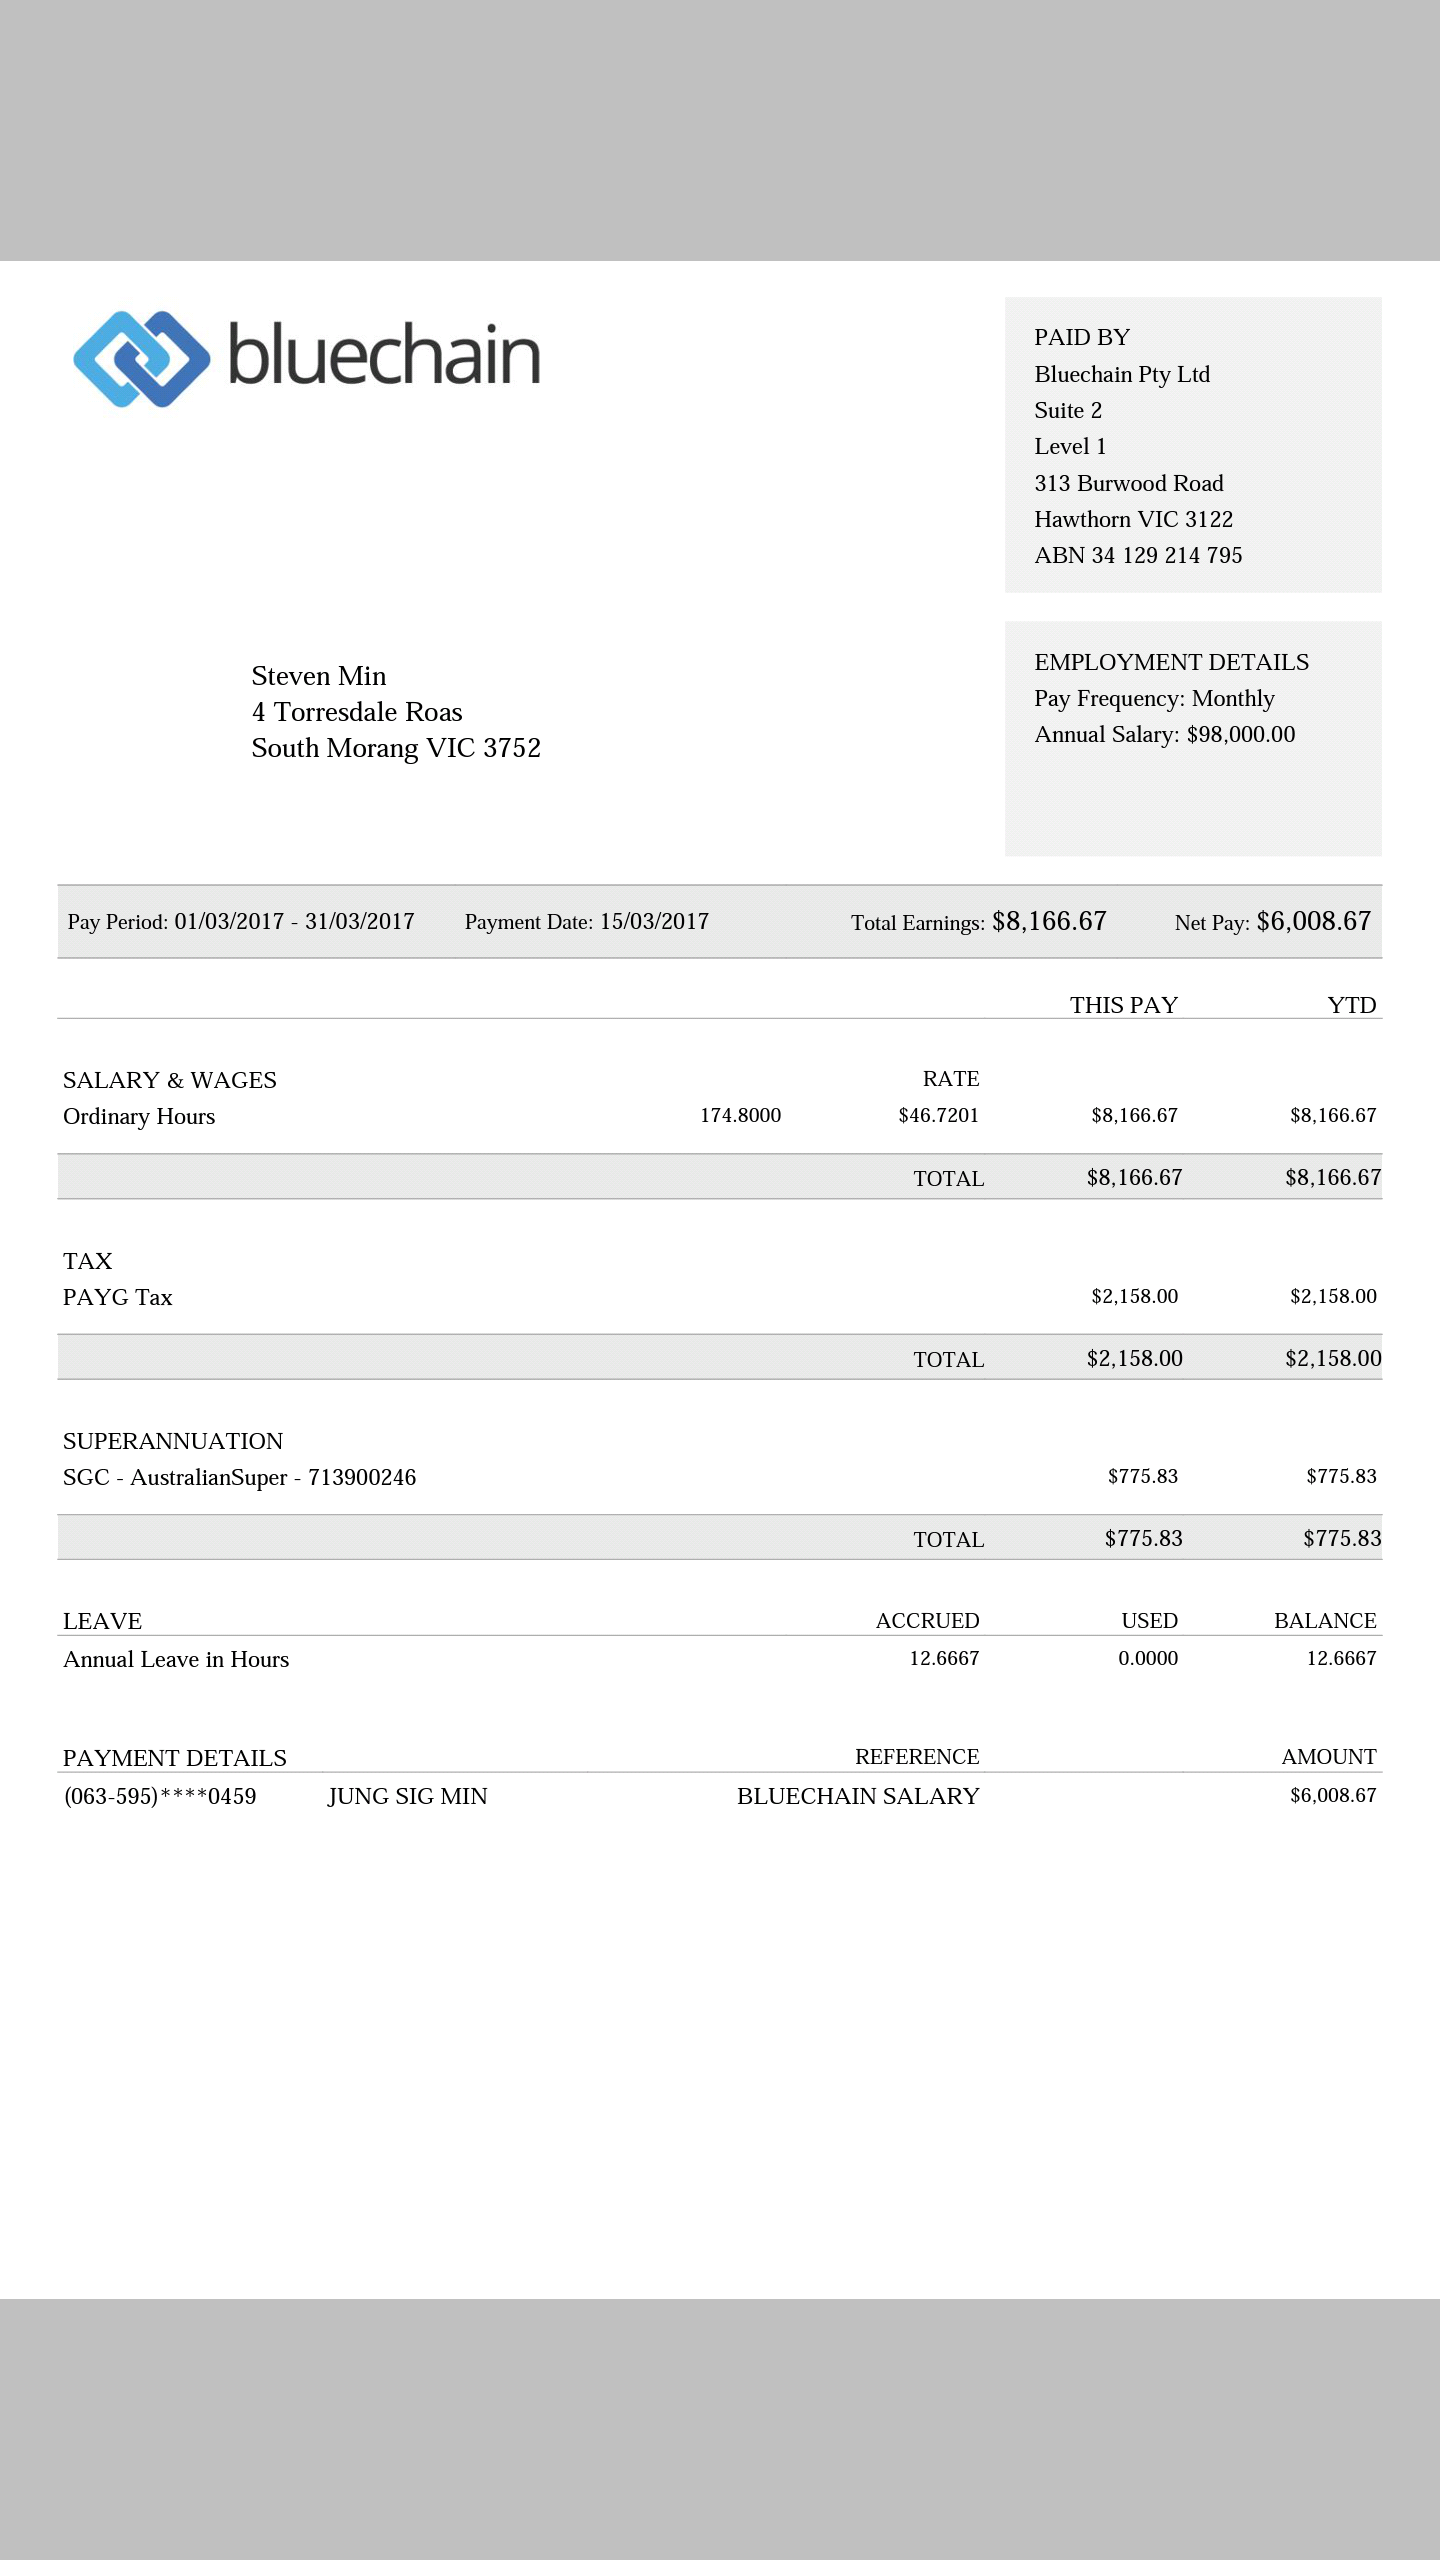 bluechain
PAID BY
Bluechain Pty Ltd
Suite 2
Level 1
313 Burwood Road
Hawthorn VIC 3122
ABN 34 129 214 795
Steven Min
4 Torresdale Roas
South Morang VIC 3752
EMPLOYMENT DETAILS
Pay Frequency: Monthly
Annual Salary: $98,000.00
Pay Period: 01/03/2017 - 31/03/2017 Payment Date: 15/03/2017 Total Earnings: $8,166.67 Net Pay: $6,008.67
THIS PAY YTD
SALARY & WAGES RATE
Ordinary Hours 174.8000 $46.7201 $8,166.67 $8,166.67
TOTAL $8,166.67 $8,166.67
TAX
PAYG Tax $2,158.00 $2,158.00
TOTAL $2,158.00 $2,158.00
SUPERANNUATION
SGC - AustralianSuper - 713900246 $775.83 $775.83
TOTAL $775.83 $775.83
LEAVE ACCRUED USED BALANCE
Annual Leave in Hours 12.6667 0.0000 12.6667
PAYMENT DETAILS REFERENCE AMOUNT
(063-595)****0459 JUNG SIG MIN BLUECHAIN SALARY $6,008.67